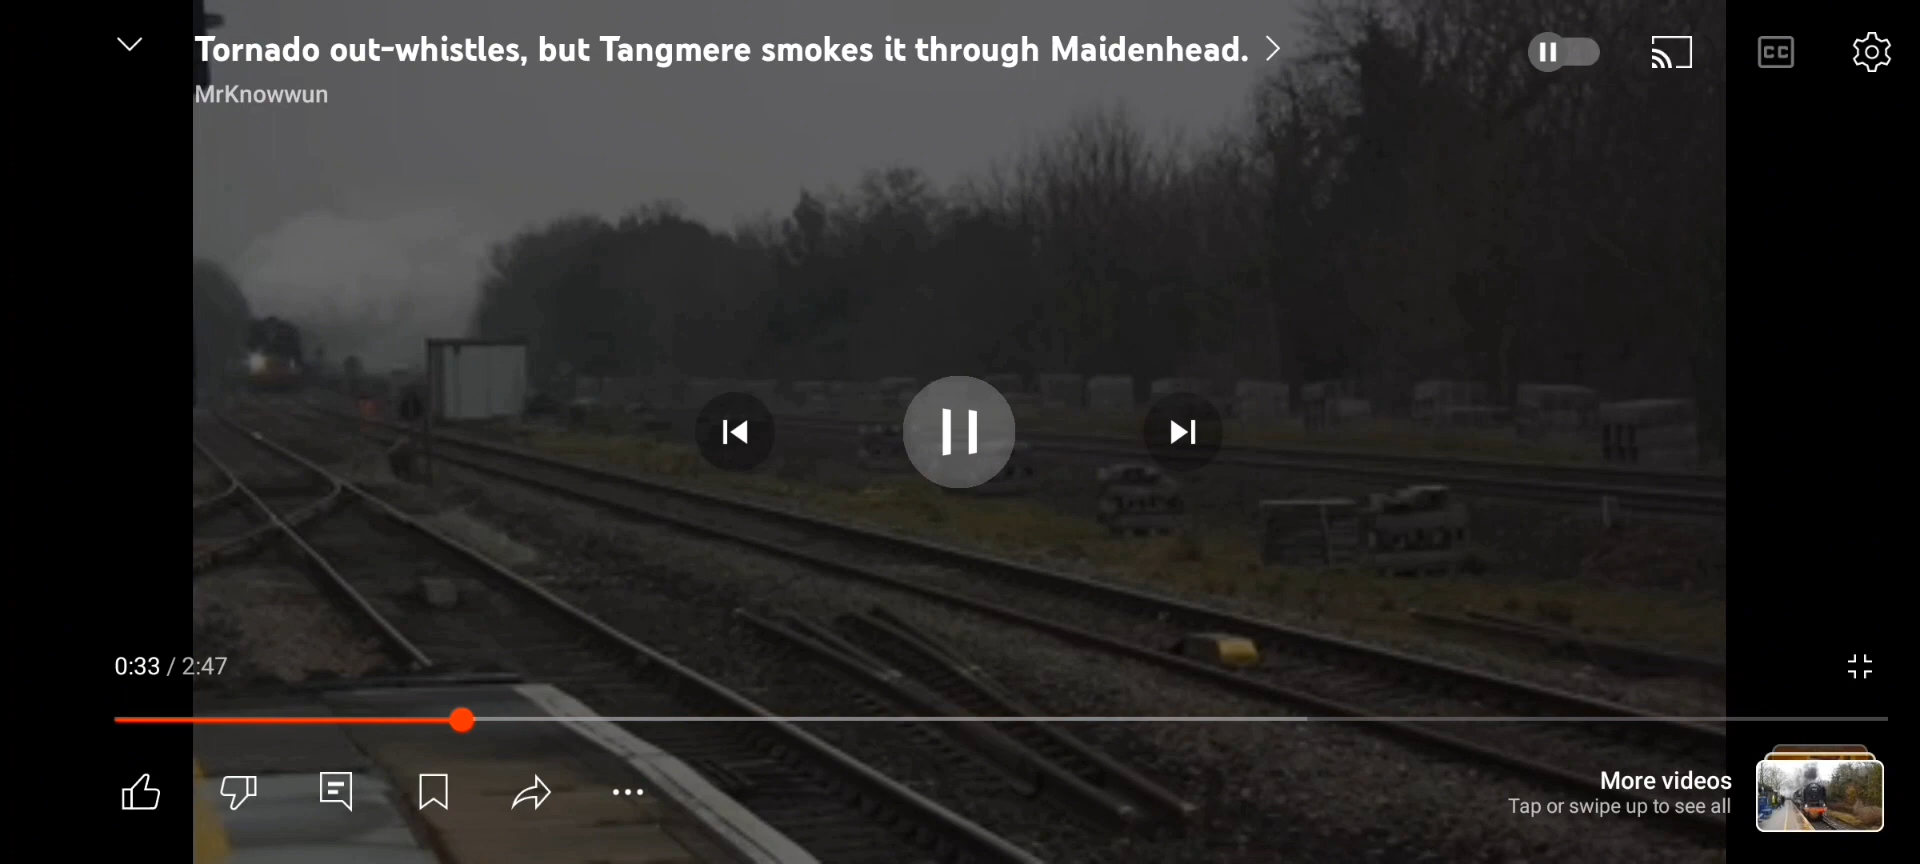 Tornado out-whistles, but Tangmere smokes it through Maidenhead.
MrKnowwun
CC
0:33 / 2:47
More videos
Tap or swipe up to see all